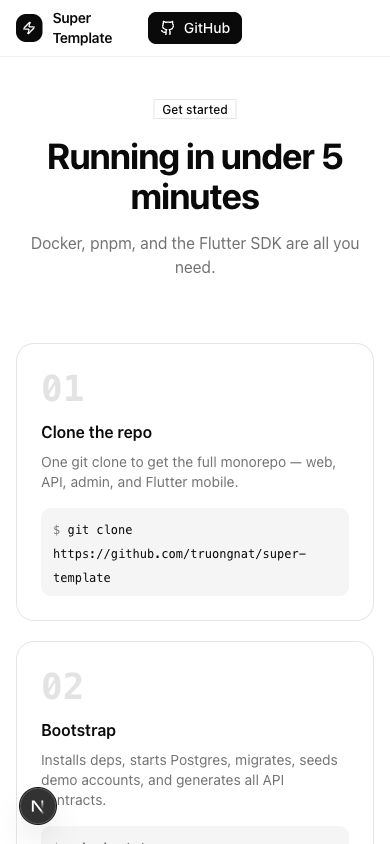 Super
Template
GitHub
Get started
Running in under 5
minutes
Docker, pnpm, and the Flutter SDK are all you
need.
01
Clone the repo
One git clone to get the full monorepo — web,
API, admin, and Flutter mobile.
$ git clone
https://github.com/truongnat/super-
template
02
Bootstrap
Installs deps, starts Postgres, migrates, seeds
demo accounts, and generates all API
N